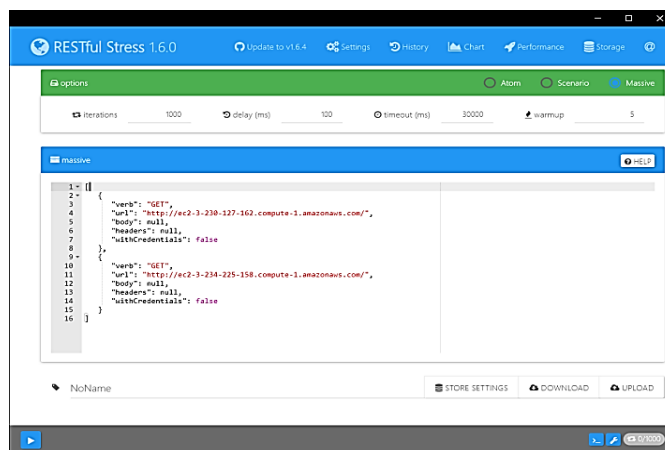 RESTful Stress 1.6.0 Update to v1.6.4 Settings History Chart Performance Storage @
options Atom Scenario Massive
iterations 1000 delay (ms) 100 timeout (ms) 30000 warmup 5
massive HELP
1 [
2 {
3 "verb": "GET",
4 "url": "http://ec2-3-230-127-162.compute-1.amazonaws.com/",
5 "body": null,
6 "headers": null,
7 "withCredentials": false
8 },
9 {
10 "verb": "GET",
11 "url": "http://ec2-3-234-225-158.compute-1.amazonaws.com/",
12 "body": null,
13 "headers": null,
14 "withCredentials": false
15 }
16 ]
NoName STORE SETTINGS DOWNLOAD UPLOAD
0/1000